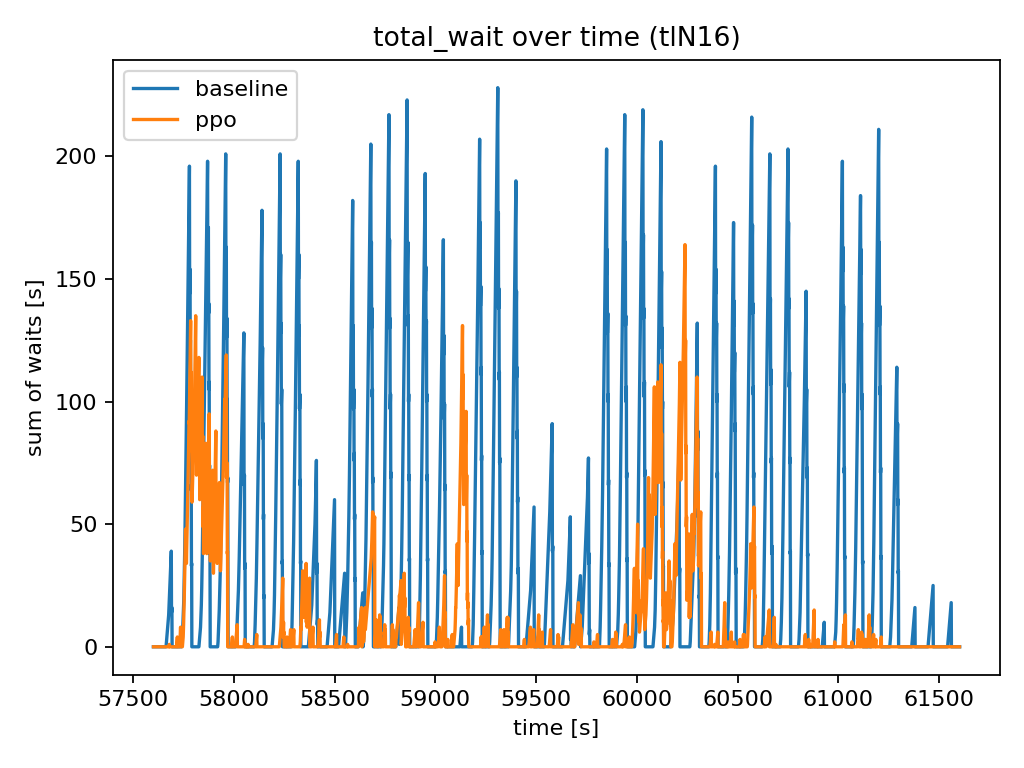 total_wait over time (tlN16)
baseline
ppo
sum of waits [s]
200
150
100
50
0
57500 58000 58500 59000 59500 60000 60500 61000 61500
time [s]